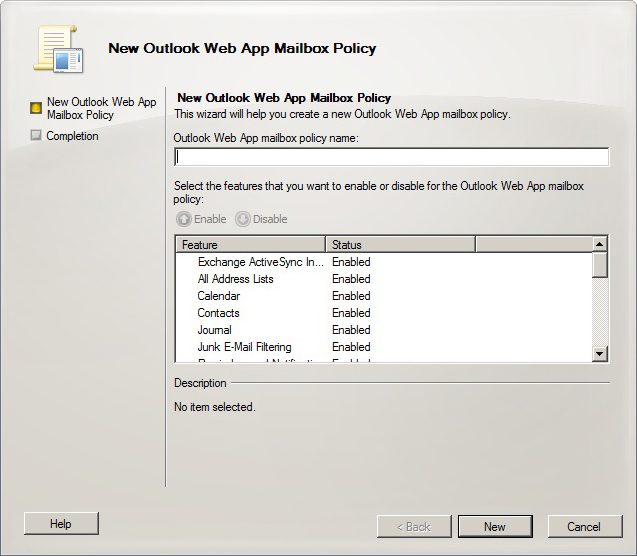 New Outlook Web App Mailbox Policy
New Outlook Web App
Mailbox Policy
Completion
New Outlook Web App Mailbox Policy
This wizard will help you create a new Outlook Web App mailbox policy.
Outlook Web App mailbox policy name:
Select the features that you want to enable or disable for the Outlook Web App mailbox
policy:
Enable Disable
Feature Status
Exchange ActiveSync In... Enabled
All Address Lists Enabled
Calendar Enabled
Contacts Enabled
Journal Enabled
Junk E-Mail Filtering Enabled
Description
No item selected.
Help < Back New Cancel